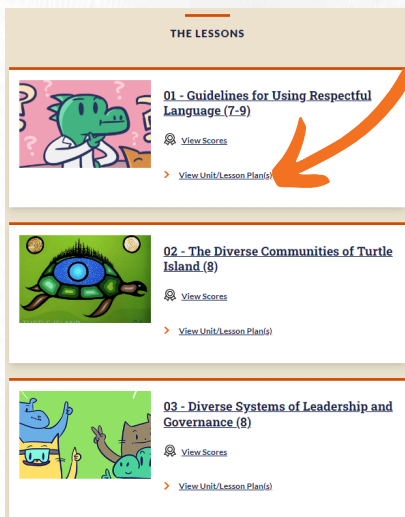 THE LESSONS
01 - Guidelines for Using Respectful
Language (7-9)
View Scores
View Unit/Lesson Plan(s)
02 - The Diverse Communities of Turtle
Island (8)
TURTLE ISLAND
View Scores
View Unit/Lesson Plan(s)
03 - Diverse Systems of Leadership and
Governance (8)
View Scores
View Unit/Lesson Plan(s)